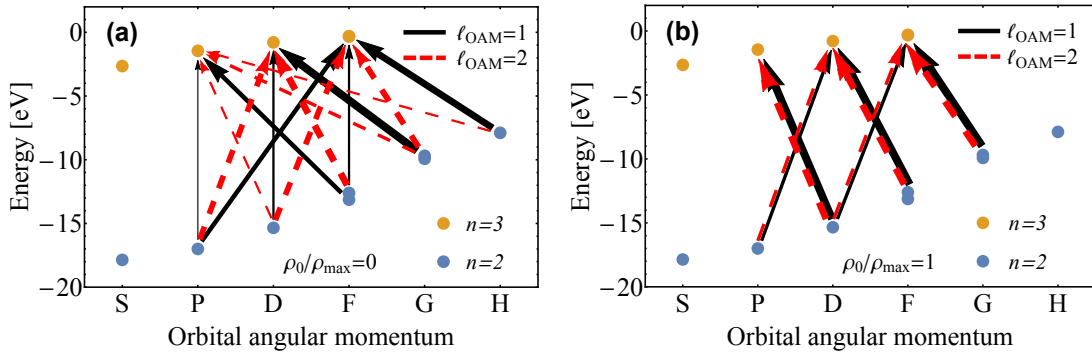 (a)
ℓOAM=1
ℓOAM=2
0
−5
−10
−15
−20
Energy [eV]
n=3
n=2
ρ0/ρmax=0
S P D F G H
Orbital angular momentum
(b)
ℓOAM=1
ℓOAM=2
0
−5
−10
−15
−20
Energy [eV]
n=3
n=2
ρ0/ρmax=1
S P D F G H
Orbital angular momentum